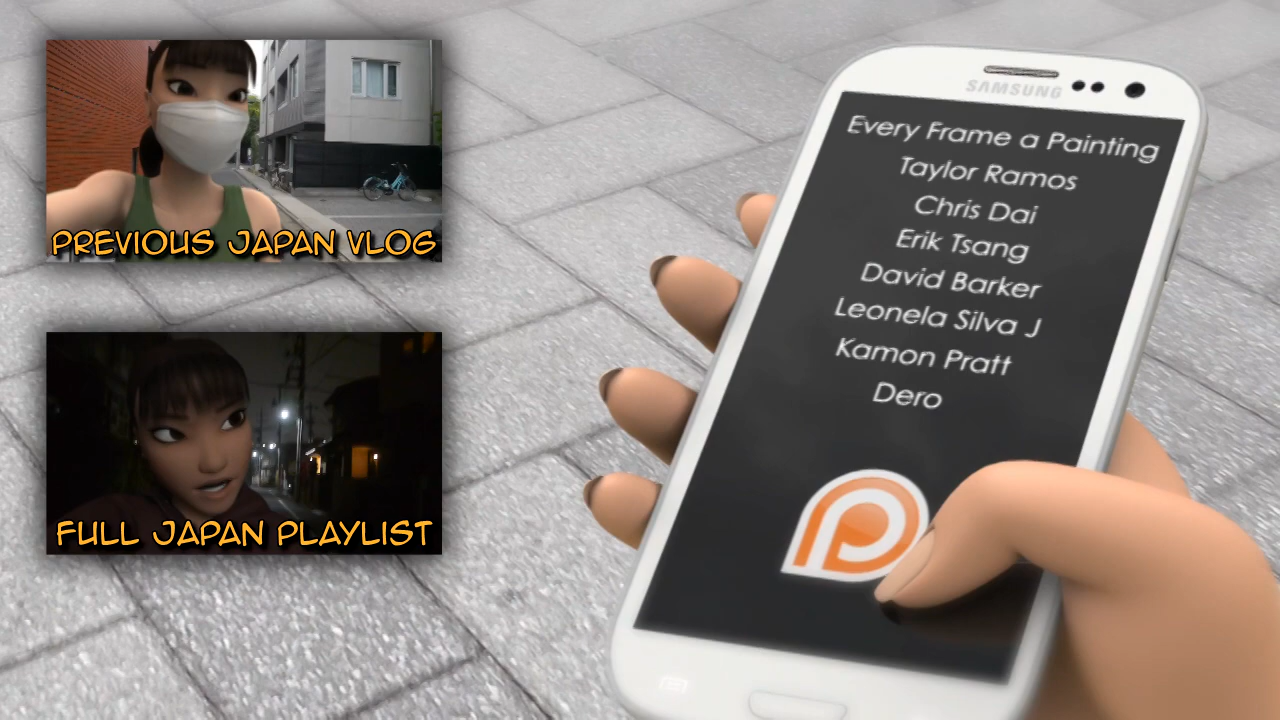 PREVIOUS JAPAN VLOG
FULL JAPAN PLAYLIST
SAMSUNG
Every Frame a Painting
Taylor Ramos
Chris Dai
Erik Tsang
David Barker
Leonela Silva J
Kamon Pratt
Dero